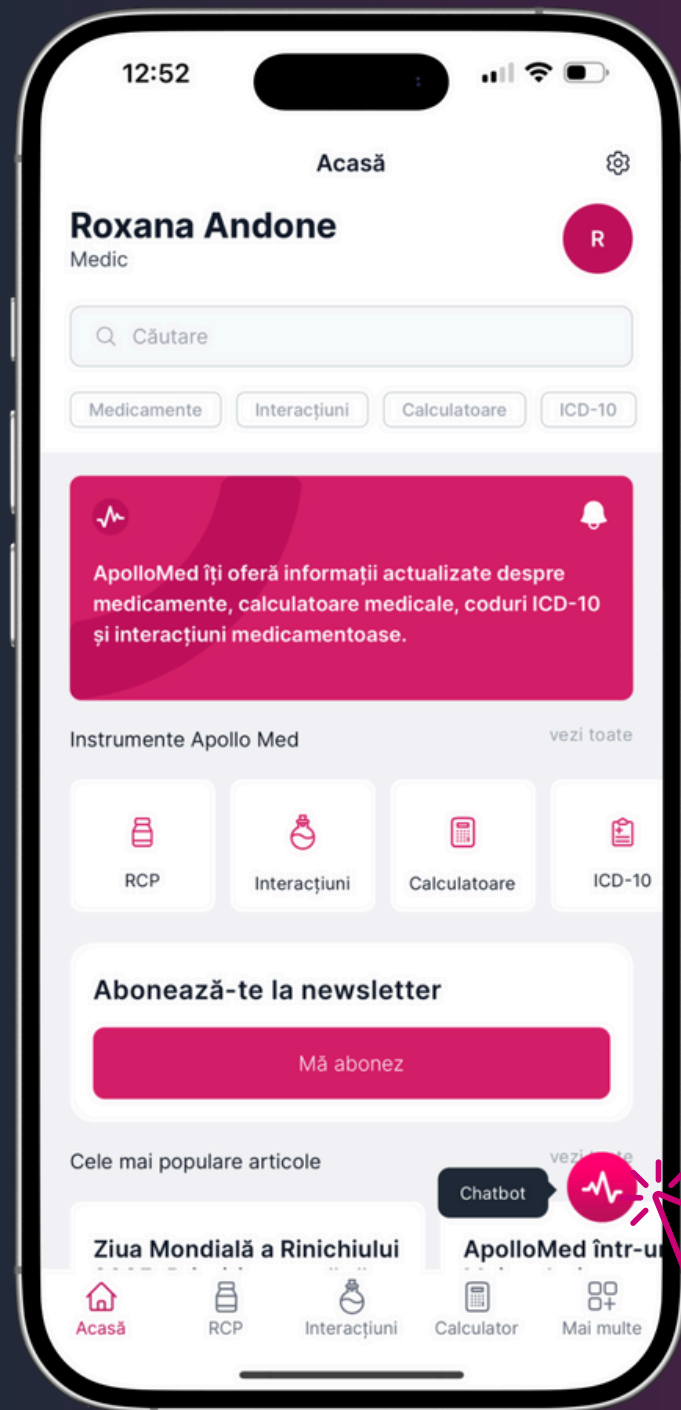 12:52
Acasă
Roxana Andone
Medic
R
Căutare
Medicamente
Interacțiuni
Calculatoare
ICD-10
ApolloMed îți oferă informații actualizate despre
medicamente, calculatoare medicale, coduri ICD-10
și interacțiuni medicamentoase.
Instrumente Apollo Med
vezi toate
RCP
Interacțiuni
Calculatoare
ICD-10
Abonează-te la newsletter
Mă abonez
Cele mai populare articole
vezi
Chatbot
Ziua Mondială a Rinichiului
ApolloMed într-
Acasă
RCP
Interacțiuni
Calculator
Mai multe